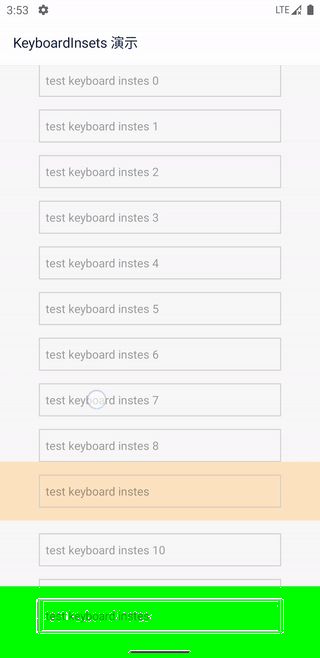 3:53
LTE
KeyboardInsets 演示
test keyboard instes 0
test keyboard instes 1
test keyboard instes 2
test keyboard instes 3
test keyboard instes 4
test keyboard instes 5
test keyboard instes 6
test keyboard instes 7
test keyboard instes 8
test keyboard instes
test keyboard instes 10
test keyboard instes